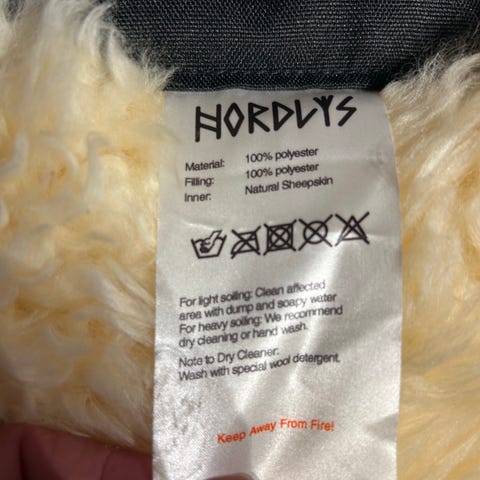 NORDLYS
Material: 100% polyester
Filling: 100% polyester
Inner: Natural Sheepskin
For light soiling: Clean affected
area with dump and soapy water
For heavy soiling: We recommend
dry cleaning or hand wash.
Note to Dry Cleaner:
Wash with special wool detergent.
Keep Away From Fire!